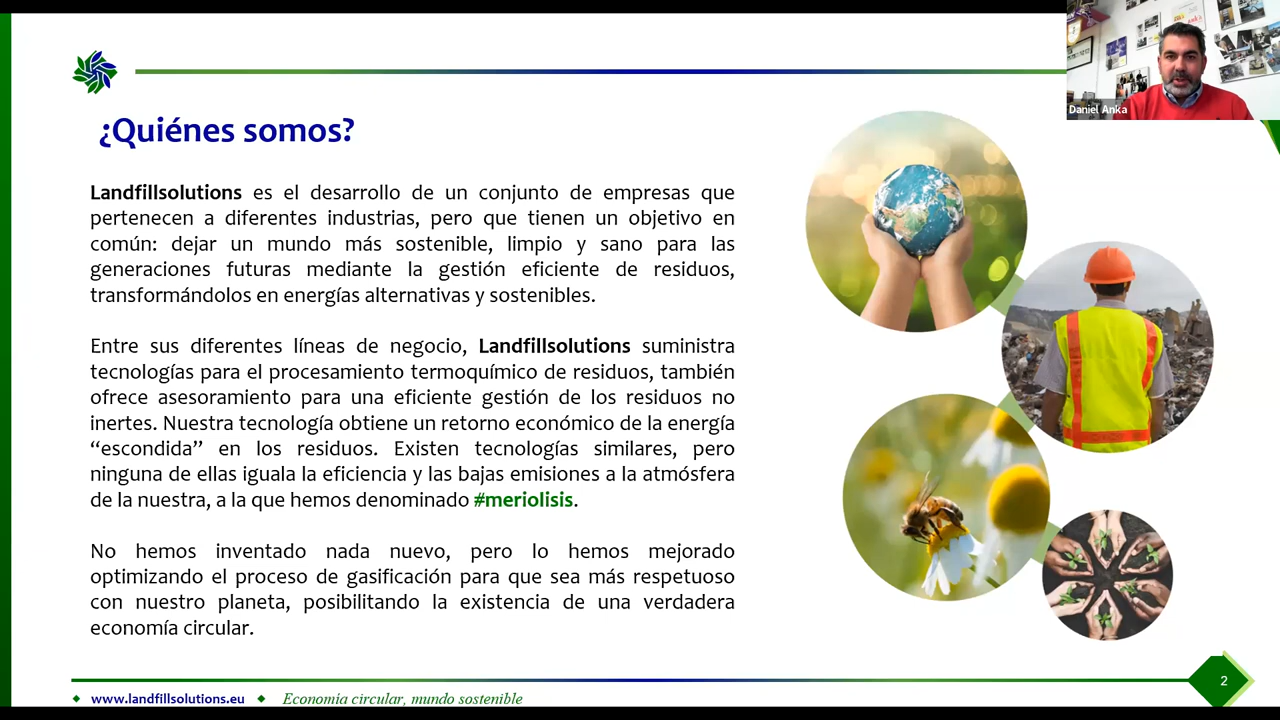 Daniel Anka
¿Quiénes somos?
Landfillsolutions es el desarrollo de un conjunto de empresas que
pertenecen a diferentes industrias, pero que tienen un objetivo en
común: dejar un mundo más sostenible, limpio y sano para las
generaciones futuras mediante la gestión eficiente de residuos,
transformándolos en energías alternativas y sostenibles.
Entre sus diferentes líneas de negocio, Landfillsolutions suministra
tecnologías para el procesamiento termoquímico de residuos, también
ofrece asesoramiento para una eficiente gestión de los residuos no
inertes. Nuestra tecnología obtiene un retorno económico de la energía
“escondida” en los residuos. Existen tecnologías similares, pero
ninguna de ellas iguala la eficiencia y las bajas emisiones a la atmósfera
de la nuestra, a la que hemos denominado #meriolisis.
No hemos inventado nada nuevo, pero lo hemos mejorado
optimizando el proceso de gasificación para que sea más respetuoso
con nuestro planeta, posibilitando la existencia de una verdadera
economía circular.
www.landfillsolutions.eu
Economía circular, mundo sostenible
2